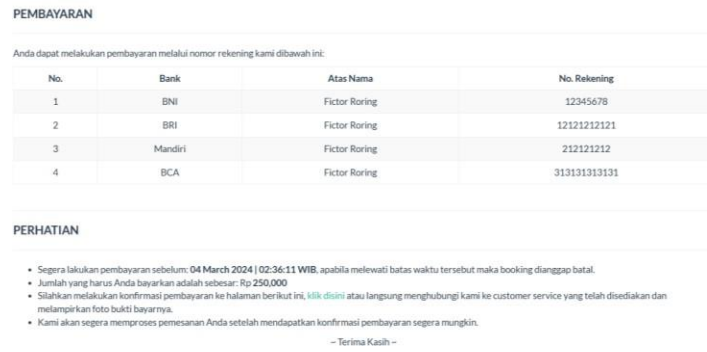 PEMBAYARAN
Anda dapat melakukan pembayaran melalui nomor rekening kami dibawah ini:
No. Bank Atas Nama No. Rekening
1 BNI Fictor Roring 12345678
2 BRI Fictor Roring 12121212121
3 Mandiri Fictor Roring 212121212
4 BCA Fictor Roring 313131313131
PERHATIAN
• Segera lakukan pembayaran sebelum: 04 March 2024 | 02:36:11 WIB, apabila melewati batas waktu tersebut maka booking dianggap batal.
• Jumlah yang harus Anda bayarkan adalah sebesar: Rp 250,000
• Silahkan melakukan konfirmasi pembayaran ke halaman berikut ini, klik disini atau langsung menghubungi kami ke customer service yang telah disediakan dan
melampirkan foto bukti bayarnya.
• Kami akan segera memproses pemesanan Anda setelah mendapatkan konfirmasi pembayaran segera mungkin.
~ Terima Kasih ~